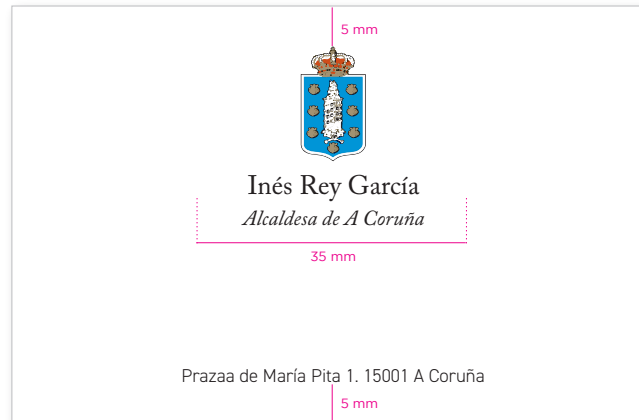 5 mm
Inés Rey García
Alcaldesa de A Coruña
35 mm
Prazaa de María Pita 1. 15001 A Coruña
5 mm